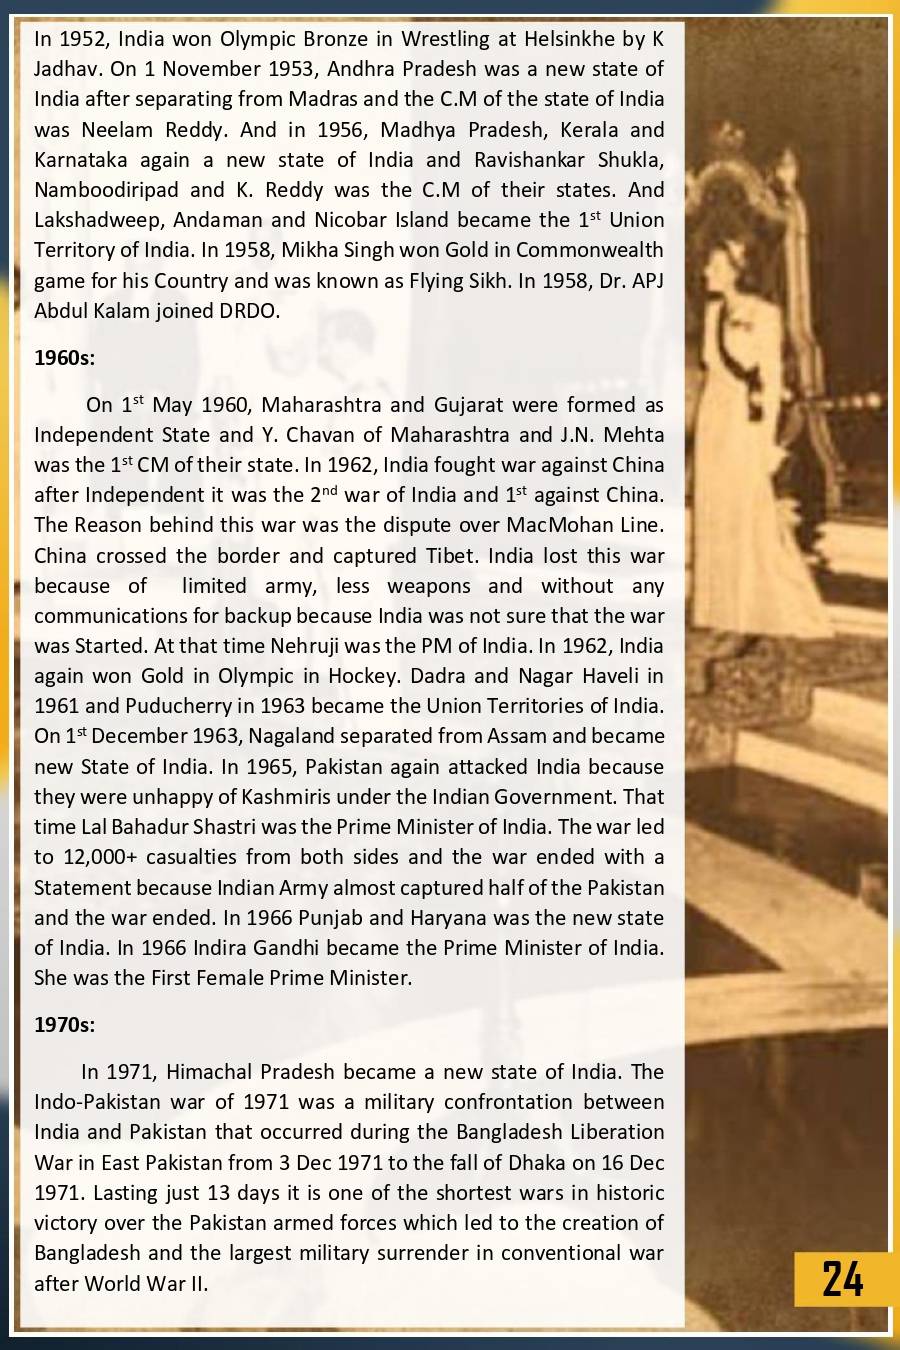 In 1952, India won Olympic Bronze in Wrestling at Helsinkhe by K
Jadhav. On 1 November 1953, Andhra Pradesh was a new state of
India after separating from Madras and the C.M of the state of India
was Neelam Reddy. And in 1956, Madhya Pradesh, Kerala and
Karnataka again a new state of India and Ravishankar Shukla,
Namboodiripad and K. Reddy was the C.M of their states. And
Lakshadweep, Andaman and Nicobar Island became the 1st Union
Territory of India. In 1958, Mikha Singh won Gold in Commonwealth
game for his Country and was known as Flying Sikh. In 1958, Dr. APJ
Abdul Kalam joined DRDO.
1960s:
On 1st May 1960, Maharashtra and Gujarat were formed as
Independent State and Y. Chavan of Maharashtra and J.N. Mehta
was the 1st CM of their state. In 1962, India fought war against China
after Independent it was the 2nd war of India and 1st against China.
The Reason behind this war was the dispute over MacMohan Line.
China crossed the border and captured Tibet. India lost this war
because of limited army, less weapons and without any
communications for backup because India was not sure that the war
was Started. At that time Nehruji was the PM of India. In 1962, India
again won Gold in Olympic in Hockey. Dadra and Nagar Haveli in
1961 and Puducherry in 1963 became the Union Territories of India.
On 1st December 1963, Nagaland separated from Assam and became
new State of India. In 1965, Pakistan again attacked India because
they were unhappy of Kashmiris under the Indian Government. That
time Lal Bahadur Shastri was the Prime Minister of India. The war led
to 12,000+ casualties from both sides and the war ended with a
Statement because Indian Army almost captured half of the Pakistan
and the war ended. In 1966 Punjab and Haryana was the new state
of India. In 1966 Indira Gandhi became the Prime Minister of India.
She was the First Female Prime Minister.
1970s:
In 1971, Himachal Pradesh became a new state of India. The
Indo-Pakistan war of 1971 was a military confrontation between
India and Pakistan that occurred during the Bangladesh Liberation
War in East Pakistan from 3 Dec 1971 to the fall of Dhaka on 16 Dec
1971. Lasting just 13 days it is one of the shortest wars in historic
victory over the Pakistan armed forces which led to the creation of
Bangladesh and the largest military surrender in conventional war
after World War II.
24